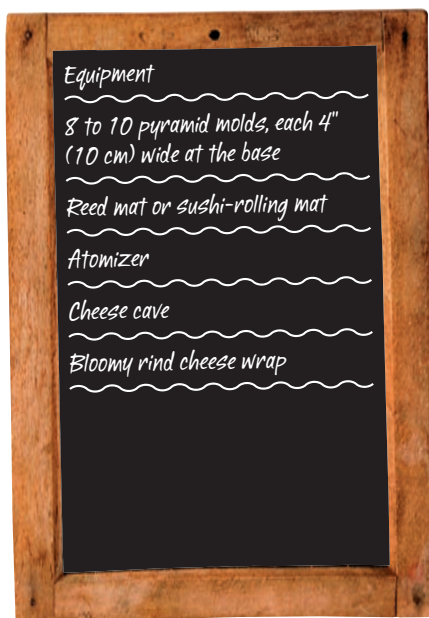 Equipment
8 to 10 pyramid molds, each 4"
(10 cm) wide at the base
Reed mat or sushi-rolling mat
Atomizer
Cheese cave
Bloomy rind cheese wrap